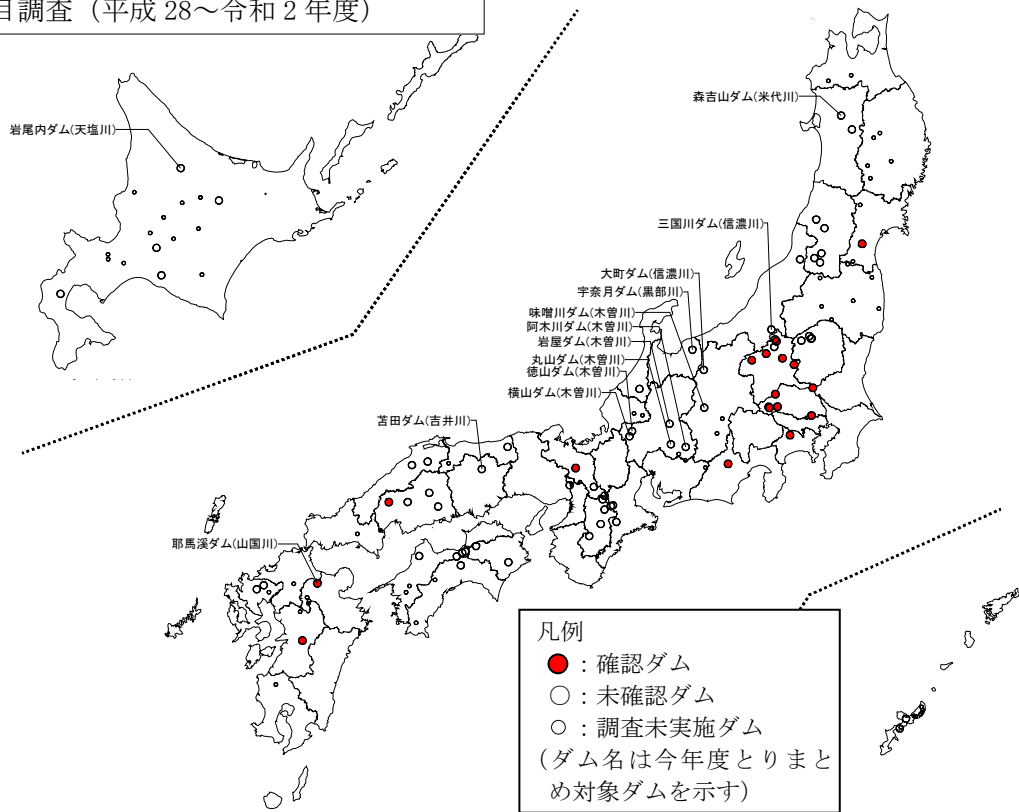 目調査（平成 28～令和 2 年度）
岩尾内ダム(天塩川)
森吉山ダム(米代川)
三国川ダム(信濃川)
大町ダム(信濃川)
宇奈月ダム(黒部川)
味噌川ダム(木曽川)
阿木川ダム(木曽川)
岩屋ダム(木曽川)
丸山ダム(木曽川)
徳山ダム(木曽川)
横山ダム(木曽川)
苫田ダム(吉井川)
耶馬溪ダム(山国川)
凡例
：確認ダム
：未確認ダム
：調査未実施ダム
(ダム名は今年度とりまと
め対象ダムを示す)